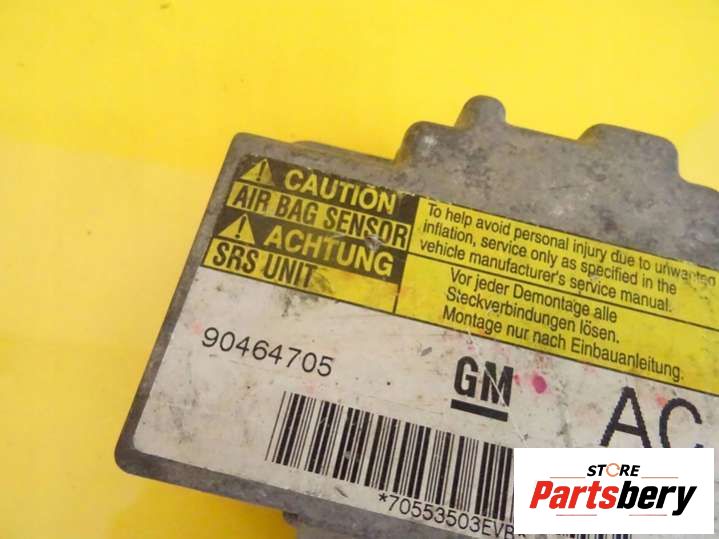 CAUTION
AIR BAG SENSOR
ACHTUNG
SRS UNIT
To help avoid personal injury due to unwanted
inflation, service only as specified in the
vehicle manufacturer's service manual.
Vor jeder Demontage alle
Steckverbindungen lösen.
Montage nur nach Einbauanleitung.
90464705
GM
AC
*70553503EVB
STORE
Partsbery